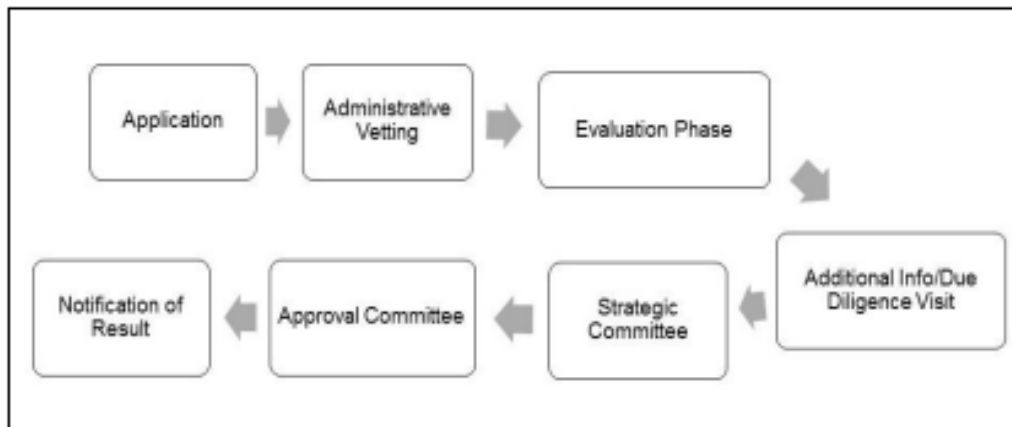 Application
Administrative
Vetting
Evaluation Phase
Additional Info/Due
Diligence Visit
Strategic
Committee
Approval Committee
Notification of
Result